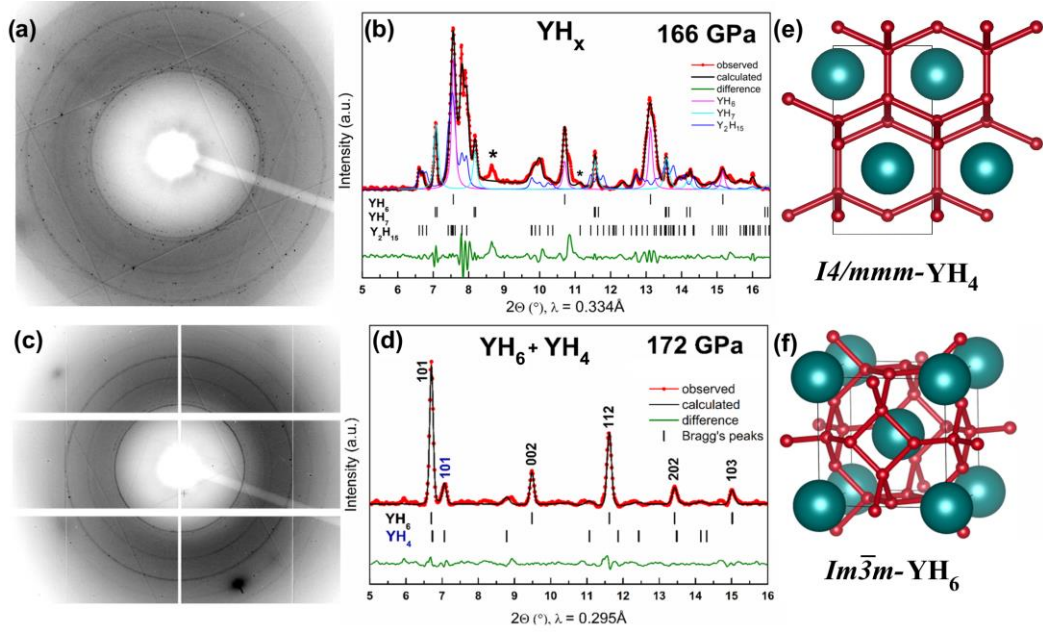 (a)
(b)
YHₓ
166 GPa
observed
calculated
difference
YH₆
YH₇
Y₂H₁₅
*
*
Intensity (a.u.)
YH₆
YH₇
Y₂H₁₅
5 6 7 8 9 10 11 12 13 14 15 16
2Θ (°), λ = 0.334Å
(e)
I4/mmm-YH₄
(c)
(d)
YH₆ + YH₄
172 GPa
101
101
002
112
202
103
observed
calculated
difference
Bragg's peaks
Intensity (a.u.)
YH₆
YH₄
5 6 7 8 9 10 11 12 13 14 15 16
2Θ (°), λ = 0.295Å
(f)
Im3̅m-YH₆